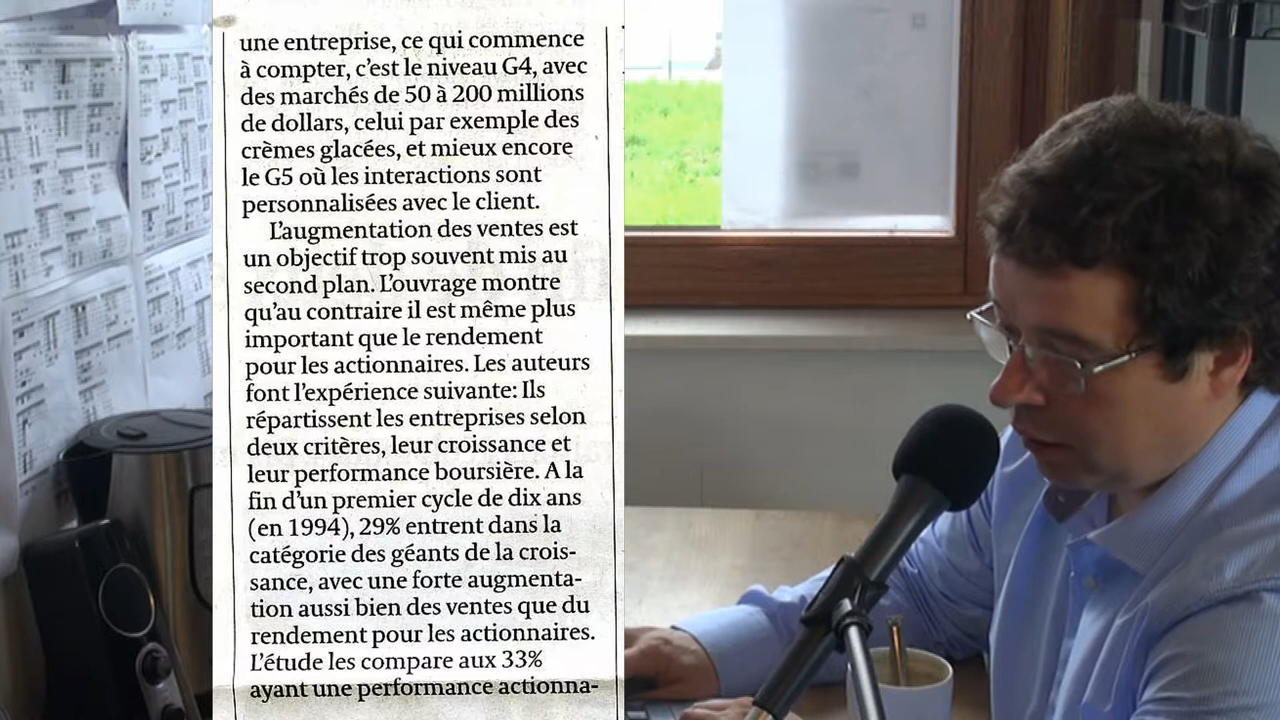 une entreprise, ce qui commence
à compter, c'est le niveau G4, avec
des marchés de 50 à 200 millions
de dollars, celui par exemple des
crèmes glacées, et mieux encore
le G5 où les interactions sont
personnalisées avec le client.
L'augmentation des ventes est
un objectif trop souvent mis au
second plan. L'ouvrage montre
qu'au contraire il est même plus
important que le rendement
pour les actionnaires. Les auteurs
font l'expérience suivante: Ils
répartissent les entreprises selon
deux critères, leur croissance et
leur performance boursière. A la
fin d'un premier cycle de dix ans
(en 1994), 29% entrent dans la
catégorie des géants de la crois-
sance, avec une forte augmenta-
tion aussi bien des ventes que du
rendement pour les actionnaires.
L'étude les compare aux 33%
ayant une performance actionna-